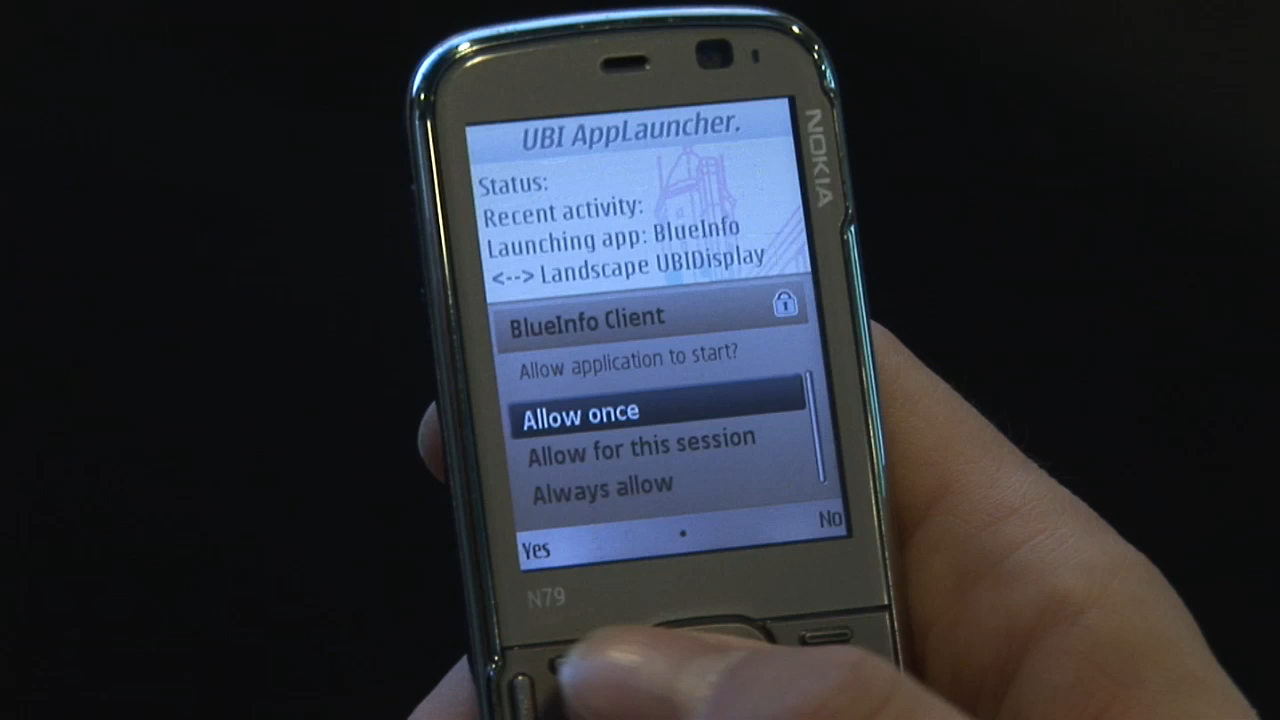 NOKIA
UBI AppLauncher.
Status:
Recent activity:
Launching app: BlueInfo
<--> Landscape UBIDisplay
BlueInfo Client
Allow application to start?
Allow once
Allow for this session
Always allow
Yes
No
N79